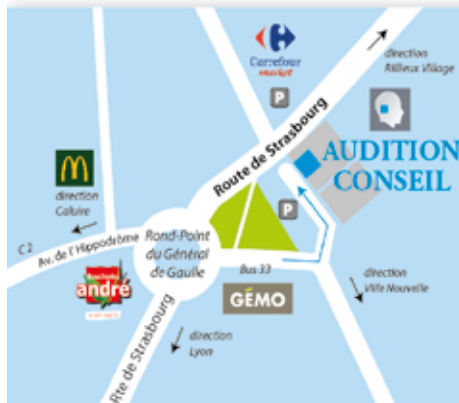 Carrefour
market
direction
Rillieux Village
P
Route de Strasbourg
AUDITION
CONSEIL
M
direction
Caluire
C 2
Av. de l'Hippodrôme
Rond-Point
du Général
de Gaulle
P
Bus 33
GÉMO
andré
direction
Ville Nouvelle
direction
Lyon
Rte de Strasbourg